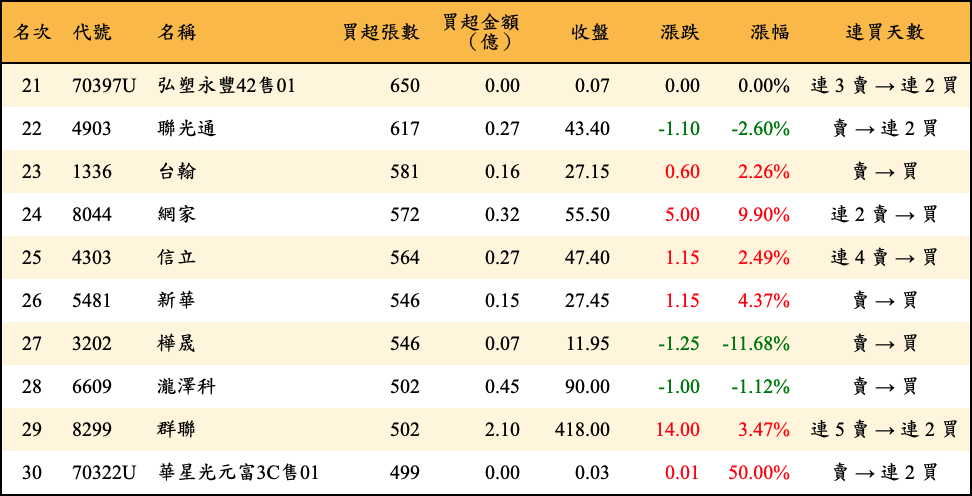 名次 代號 名稱 買超張數 買超金額（億） 收盤 漲跌 漲幅 連買天數
21 70397U 弘塑永豐42售01 650 0.00 0.07 0.00 0.00% 連 3 賣 → 連 2 買
22 4903 聯光通 617 0.27 43.40 -1.10 -2.60% 賣 → 連 2 買
23 1336 台翰 581 0.16 27.15 0.60 2.26% 賣 → 買
24 8044 網家 572 0.32 55.50 5.00 9.90% 連 2 賣 → 買
25 4303 信立 564 0.27 47.40 1.15 2.49% 連 4 賣 → 買
26 5481 新華 546 0.15 27.45 1.15 4.37% 賣 → 買
27 3202 樺晟 546 0.07 11.95 -1.25 -11.68% 賣 → 買
28 6609 瀧澤科 502 0.45 90.00 -1.00 -1.12% 賣 → 買
29 8299 群聯 502 2.10 418.00 14.00 3.47% 連 5 賣 → 連 2 買
30 70322U 華星光元富3C售01 499 0.00 0.03 0.01 50.00% 賣 → 連 2 買